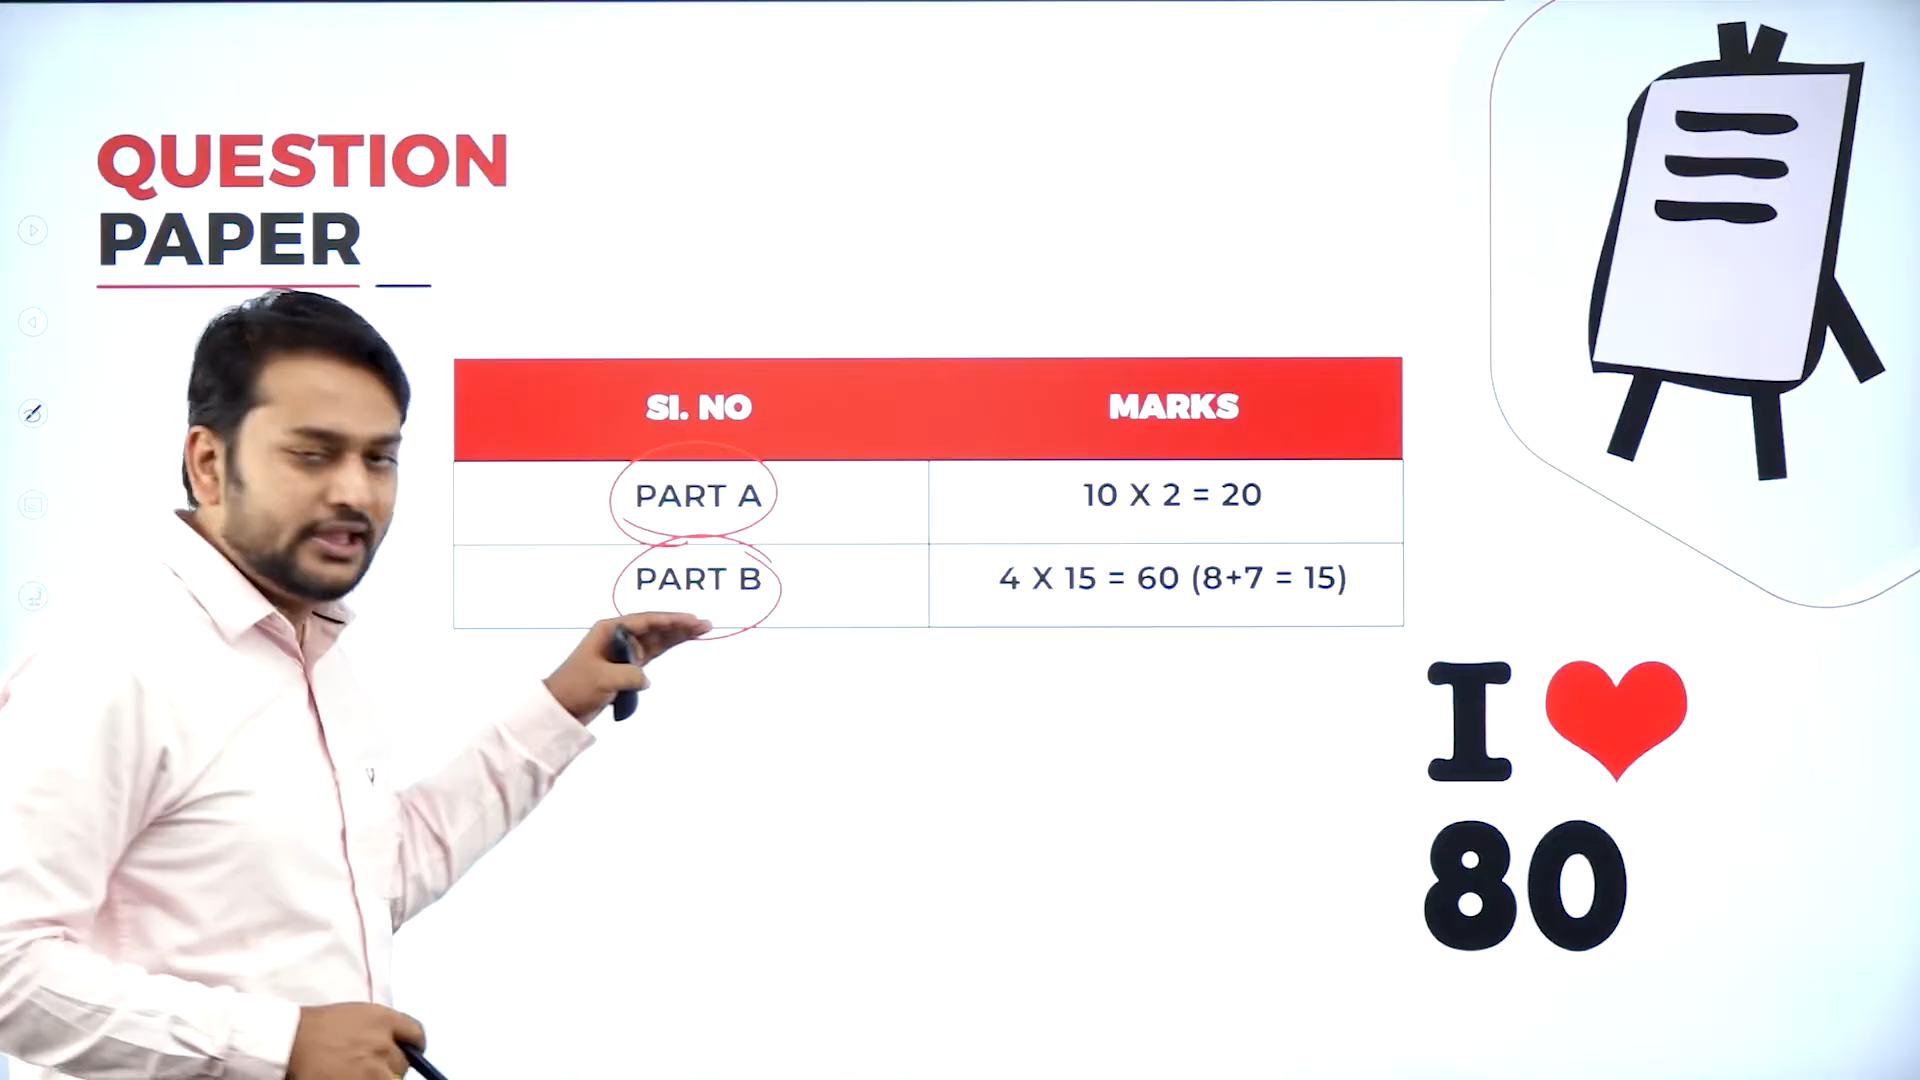 QUESTION
PAPER
SI. NO MARKS
PART A 10 X 2 = 20
PART B 4 X 15 = 60 (8+7 = 15)
I ❤
80